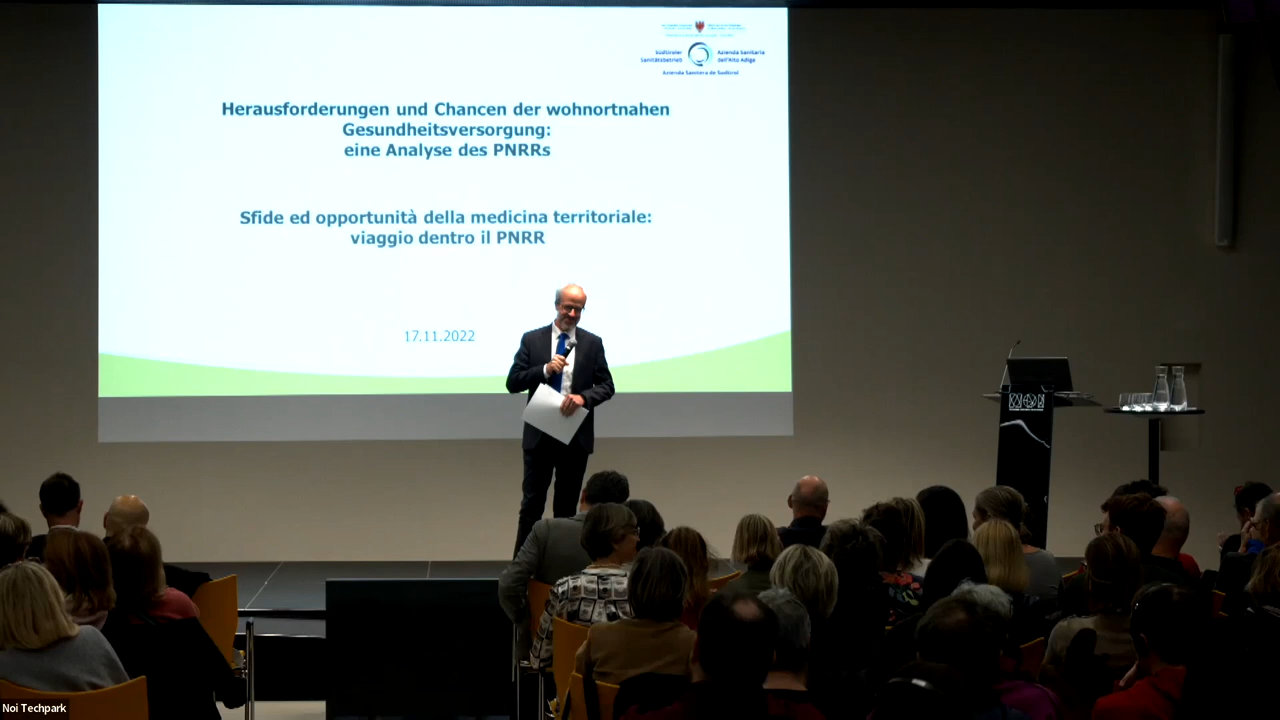 Südtiroler
Sanitätsbetrieb
Azienda Sanitaria
dell'Alto Adige
Azienda Sanitera de Sudtirol
Herausforderungen und Chancen der wohnortnahen
Gesundheitsversorgung:
eine Analyse des PNRRs
Sfide ed opportunità della medicina territoriale:
viaggio dentro il PNRR
17.11.2022
NOI
Noi Techpark